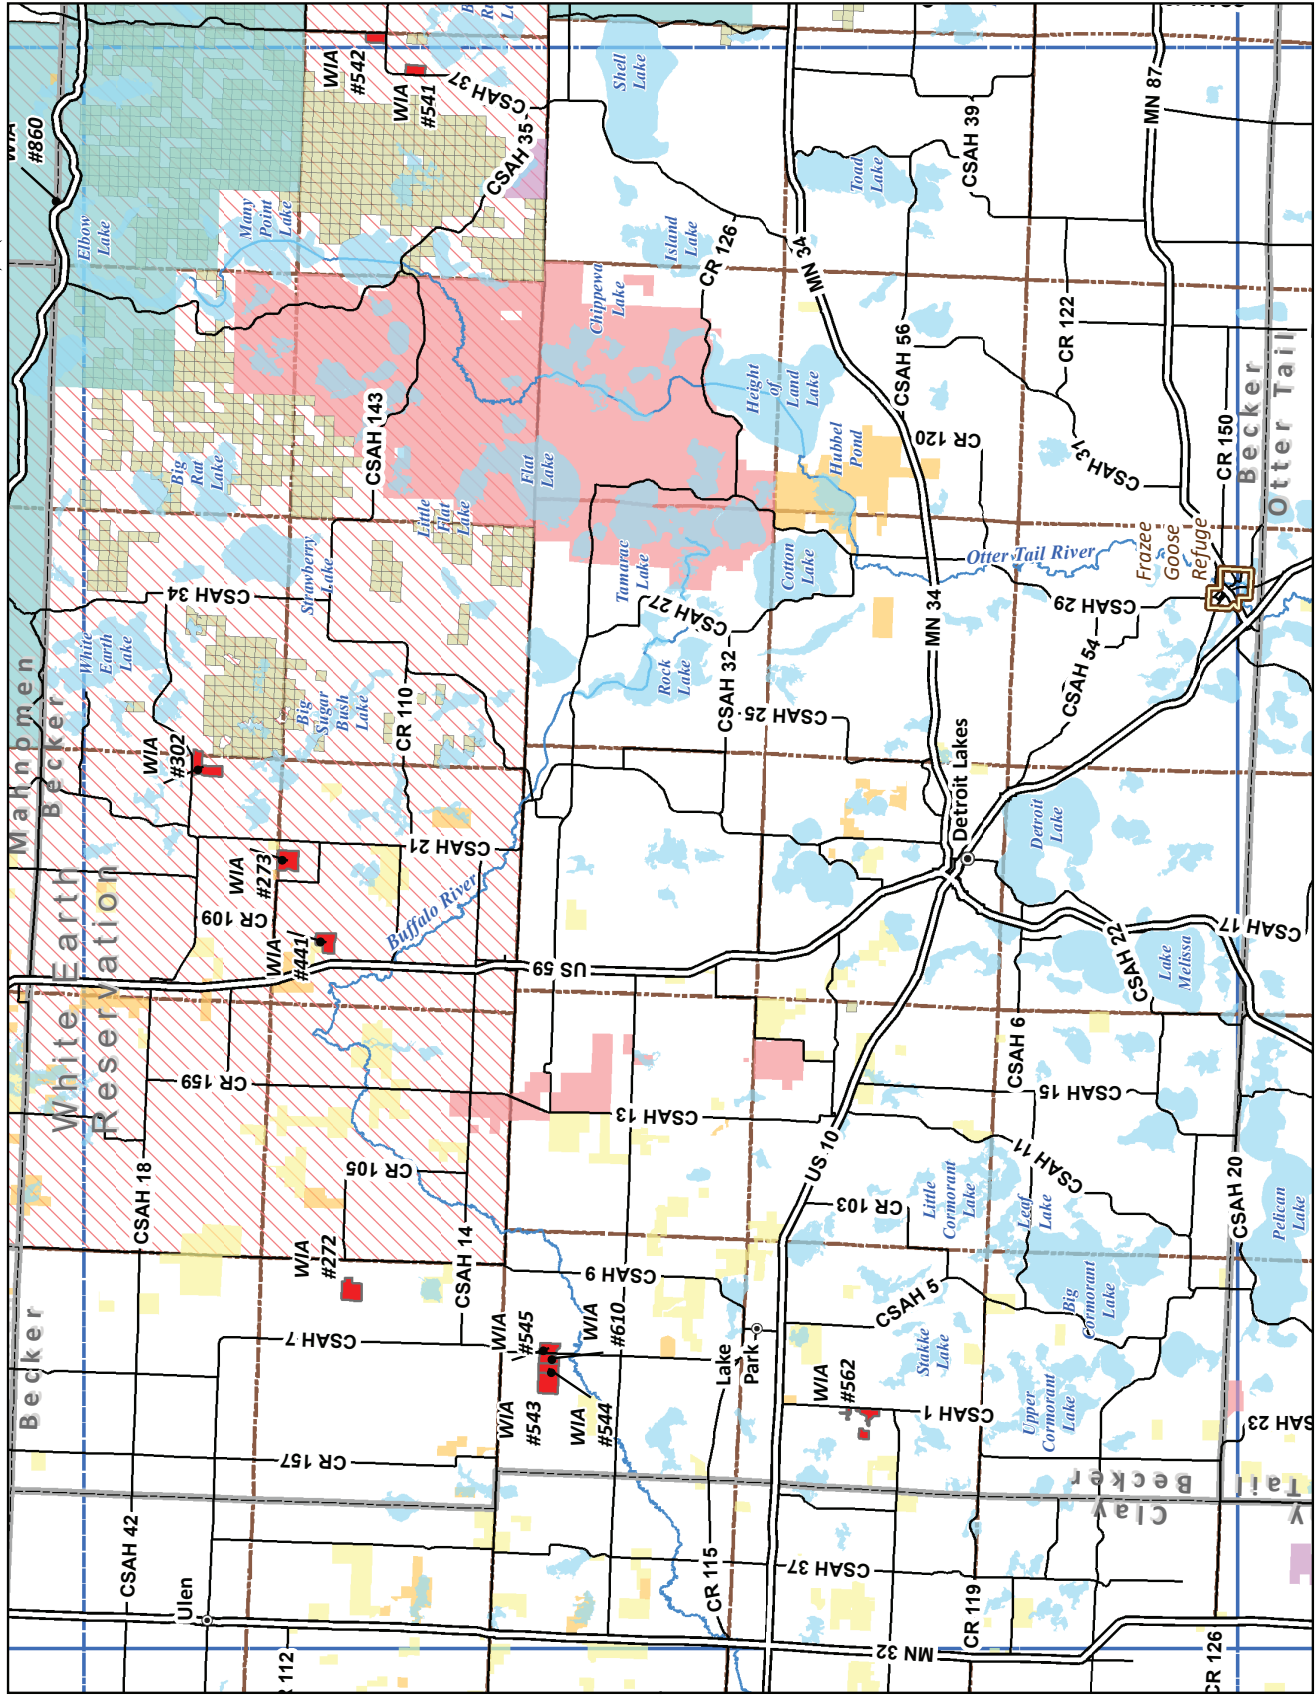 Becker
Mahnomen
Becker
White Earth
Reservation
WIA
#860
Elbow
Lake
Many
Point
Lake
WIA
#542
WIA
#541
CSAH 37
CSAH 35
Shell
Lake
Big
Rat
Lake
CSAH 143
Little
Flat
Lake
Flat
Lake
Chippewa
Lake
Island
Lake
CR 126
MN 34
Toad
Lake
CSAH 39
MN 87
CSAH 34
White
Earth
Lake
Strawberry
Lake
Big
Sugar
Bush
Lake
CR 110
WIA
#302
WIA
#273
CR 109
WIA
#441
CSAH 21
Buffalo River
US 59
Tamarac
Lake
CSAH 27
Rock
Lake
CSAH 32
CSAH 25
Cotton
Lake
Height
of
Land
Lake
Hubbel
Pond
CSAH 56
CR 120
CR 122
CSAH 31
CR 150
Otter Tail River
Frazee
Goose
Refuge
Becker
Otter Tail
MN 34
CSAH 29
CSAH 54
Detroit Lakes
Detroit
Lake
CSAH 17
CSAH 22
Lake
Melissa
CSAH 18
CR 159
CR 105
CSAH 14
CSAH 13
WIA
#272
CSAH 7
CSAH 9
WIA
#545
WIA
#610
WIA
#543
WIA
#544
CR 157
CSAH 42
Ulen
CSAH 6
CSAH 15
US 10
CSAH 11
CR 103
Little
Cormorant
Lake
Leaf
Lake
CSAH 20
Pelican
Lake
Big
Cormorant
Lake
CSAH 5
Stakke
Lake
Lake
Park
WIA
#562
CSAH 1
Upper
Cormorant
Lake
Becker
Clay
Tail
CR 115
CSAH 37
CR 119
MN 32
CR 126